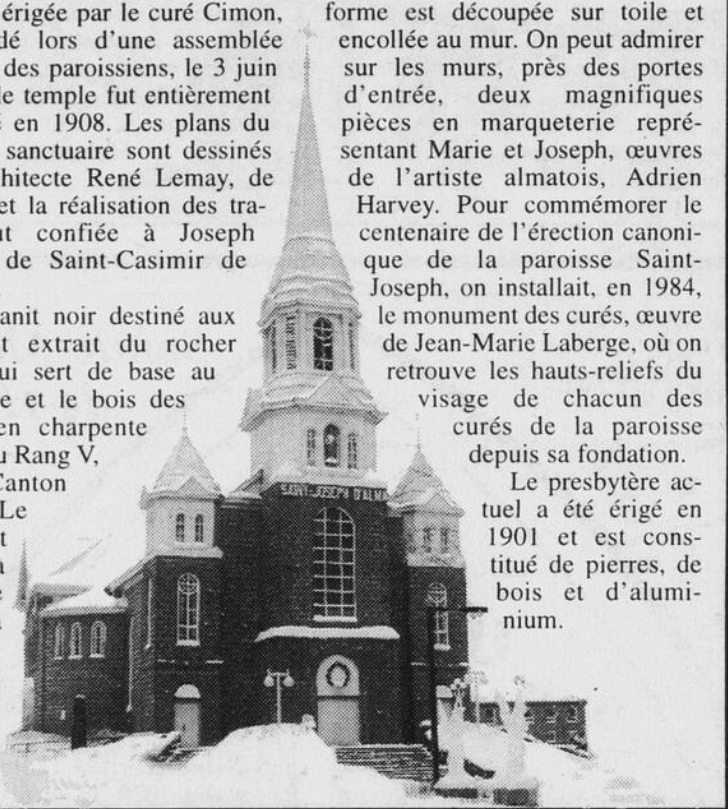 érigée par le curé Cimon,
dé lors d'une assemblée
des paroissiens, le 3 juin
le temple fut entièrement
en 1908. Les plans du
sanctuaire sont dessinés
chitecte René Lemay, de
et la réalisation des tra-
ut confiée à Joseph
de Saint-Casimir de
anit noir destiné aux
t extrait du rocher
ui sert de base au
e et le bois des
en charpente
u Rang V,
Canton
Le
t
a
e
forme est découpée sur toile et
encollée au mur. On peut admirer
sur les murs, près des portes
d'entrée, deux magnifiques
pièces en marqueterie repré-
sentant Marie et Joseph, œuvres
de l'artiste almatois, Adrien
Harvey. Pour commémorer le
centenaire de l'érection canoni-
que de la paroisse Saint-
Joseph, on installait, en 1984,
le monument des curés, œuvre
de Jean-Marie Laberge, où on
retrouve les hauts-reliefs du
visage de chacun des
curés de la paroisse
depuis sa fondation.
Le presbytère ac-
tuel a été érigé en
1901 et est cons-
titué de pierres, de
bois et d'alumi-
nium.
SAINT-JOSEPH D'ALMA